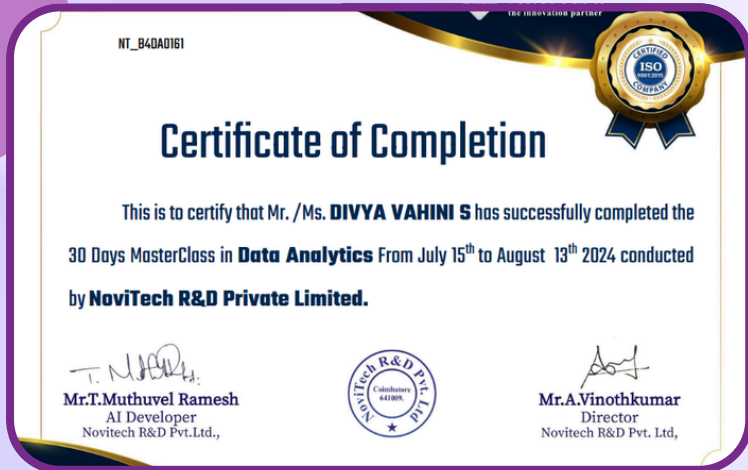 the innovation partner
NT_B4DA0161
CERTIFIED
ISO
9001:2015
COMPANY
Certificate of Completion
This is to certify that Mr. /Ms. DIVYA VAHINI S has successfully completed the
30 Days MasterClass in Data Analytics From July 15th to August 13th 2024 conducted
by NoviTech R&D Private Limited.
T. M
Mr.T.Muthuvel Ramesh
AI Developer
Novitech R&D Pvt.Ltd.,
NoviTech R&D Pvt. Ltd
Coimbatore
641009.
Mr.A.Vinothkumar
Director
Novitech R&D Pvt. Ltd,